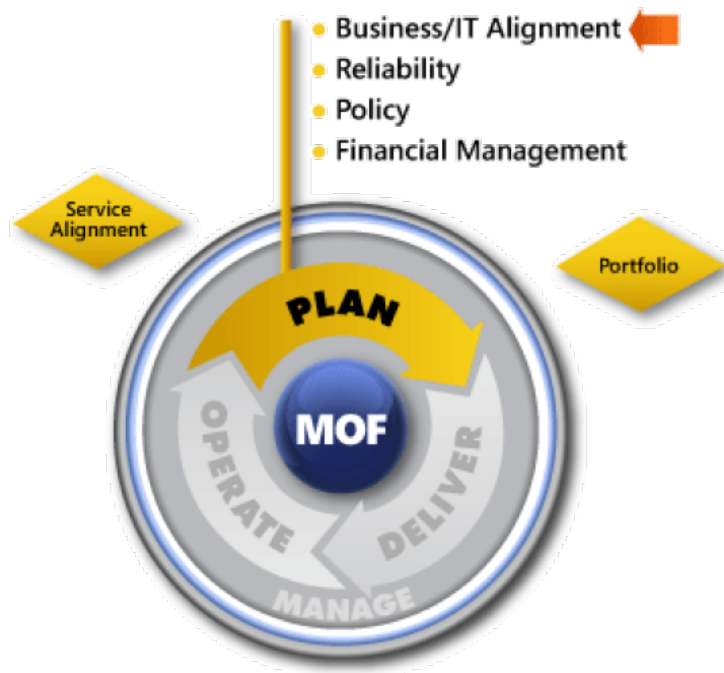 Business/IT Alignment
Reliability
Policy
Financial Management
Service
Alignment
Portfolio
PLAN
MOF
OPERATE
DELIVER
MANAGE